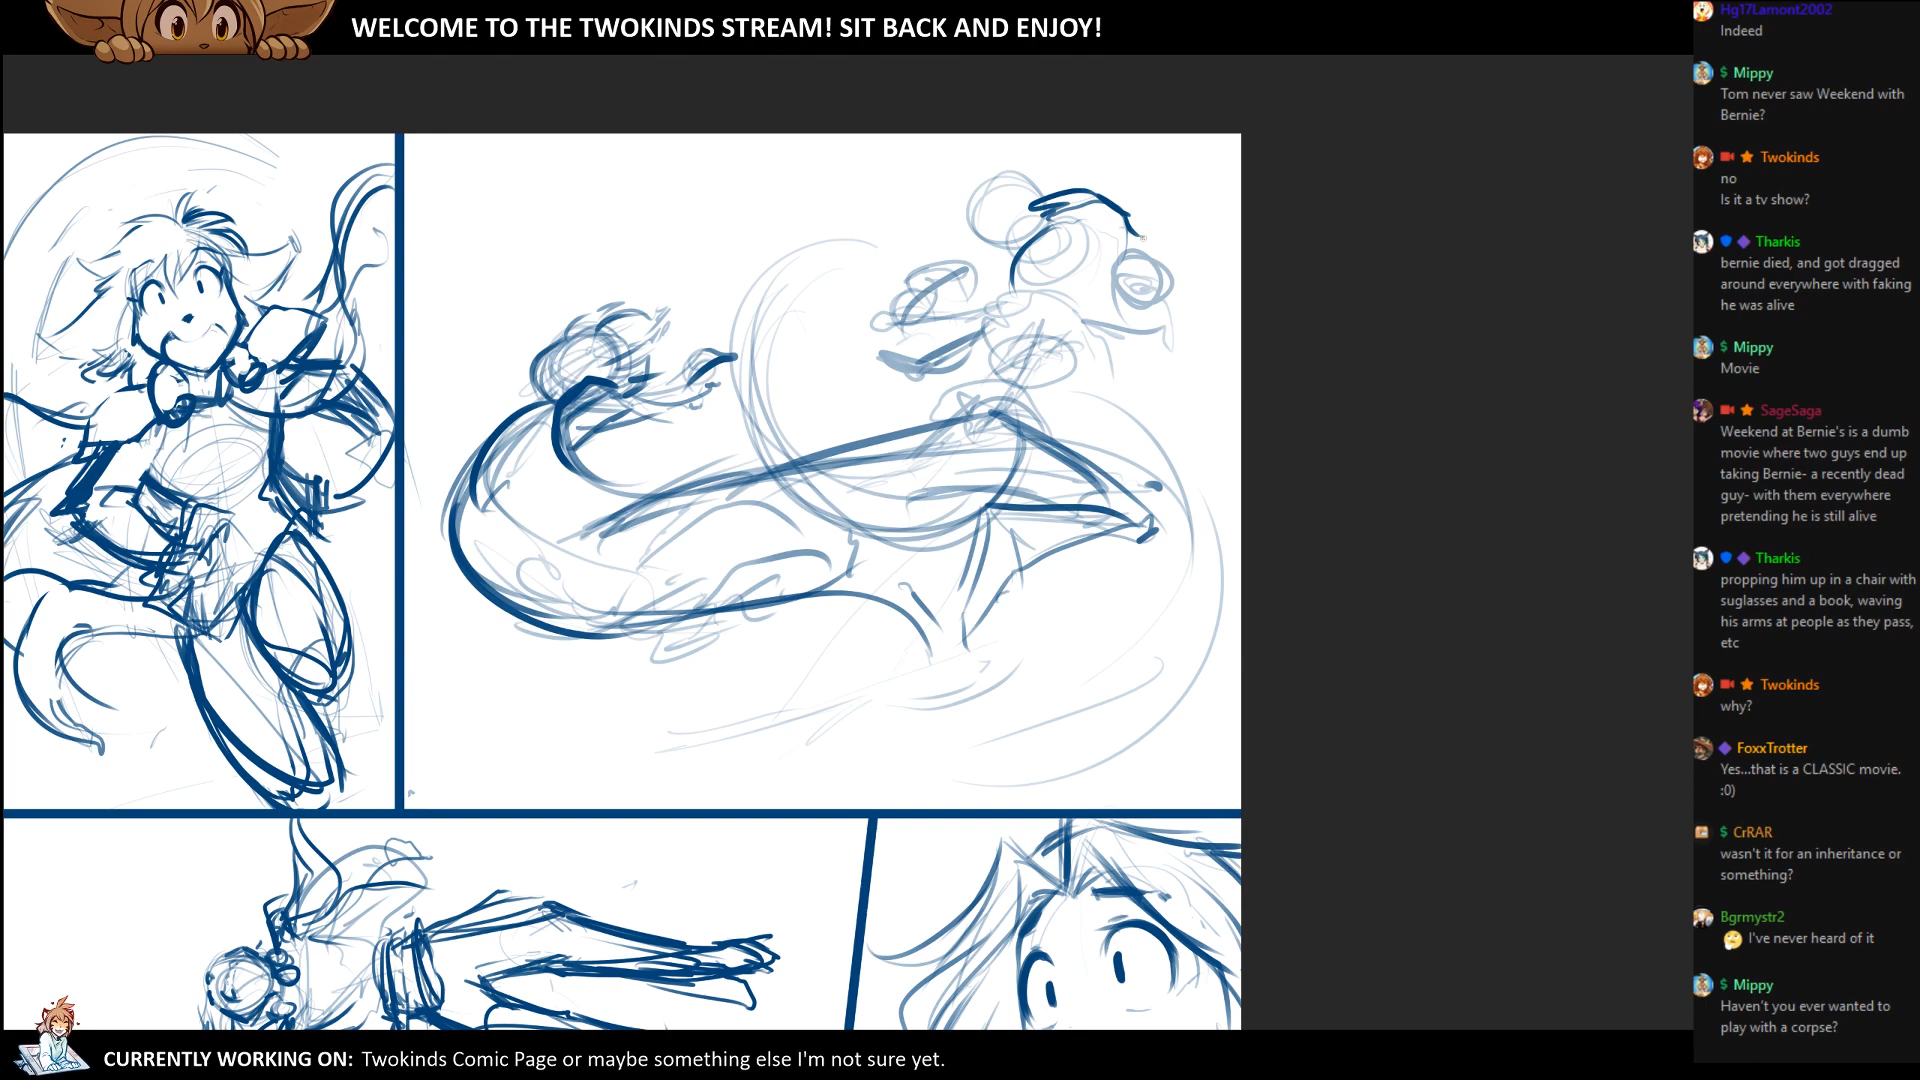 WELCOME TO THE TWOKINDS STREAM! SIT BACK AND ENJOY!
Hg17Lamont2002
Indeed
$ Mippy
Tom never saw Weekend with
Bernie?
Twokinds
no
Is it a tv show?
Tharkis
bernie died, and got dragged
around everywhere with faking
he was alive
$ Mippy
Movie
SageSaga
Weekend at Bernie's is a dumb
movie where two guys end up
taking Bernie- a recently dead
guy- with them everywhere
pretending he is still alive
Tharkis
propping him up in a chair with
suglasses and a book, waving
his arms at people as they pass,
etc
Twokinds
why?
FoxxTrotter
Yes...that is a CLASSIC movie.
:0)
$ CrRAR
wasn't it for an inheritance or
something?
Bgrmystr2
I've never heard of it
$ Mippy
Haven't you ever wanted to
play with a corpse?
CURRENTLY WORKING ON: Twokinds Comic Page or maybe something else I'm not sure yet.